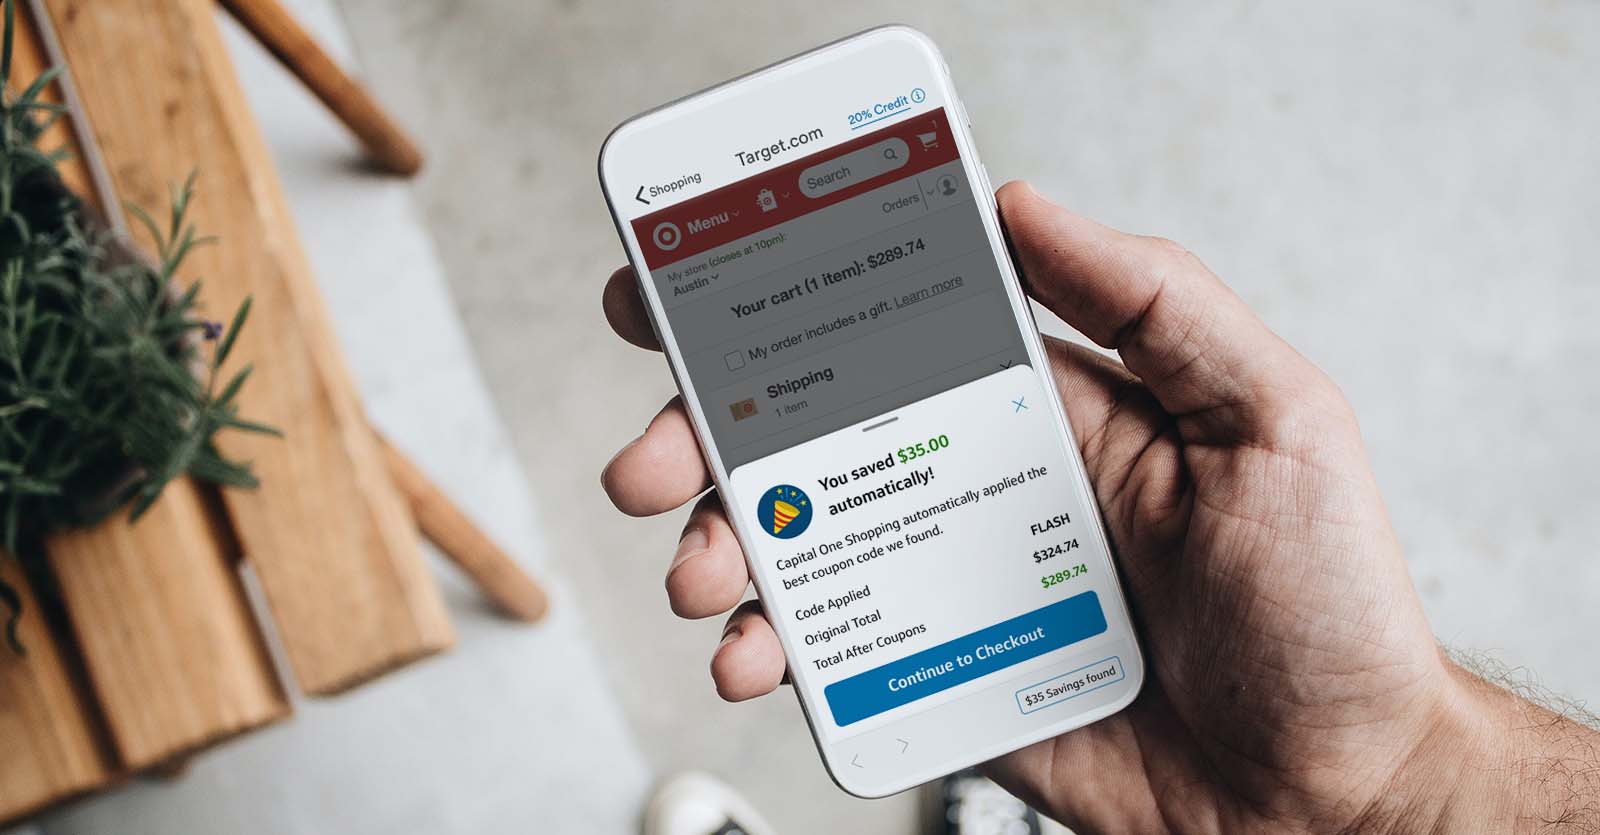 20% Credit
Target.com
Shopping
Menu
Search
1
Orders
My store (closes at 10pm):
Austin
Your cart (1 item): $289.74
My order includes a gift. Learn more
Shipping
1 item
You saved $35.00
automatically!
Capital One Shopping automatically applied the
best coupon code we found.
Code Applied FLASH
Original Total $324.74
Total After Coupons $289.74
Continue to Checkout
$35 Savings found